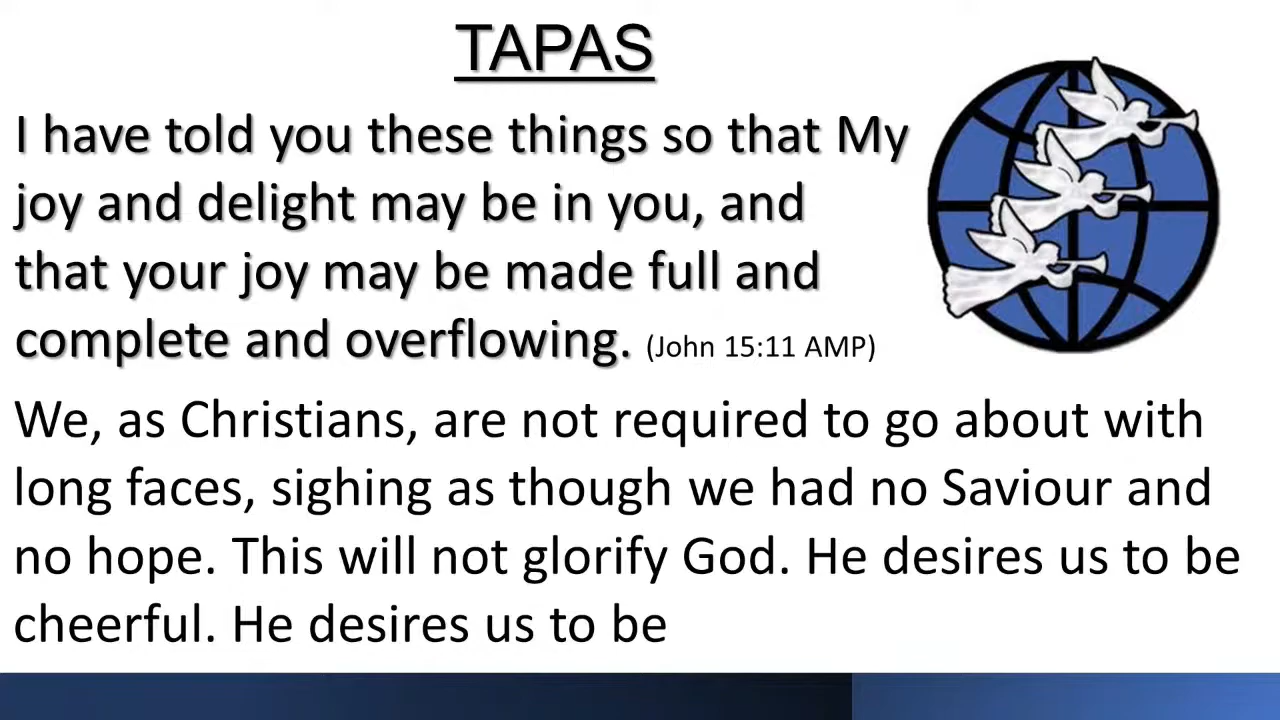 TAPAS
I have told you these things so that My
joy and delight may be in you, and
that your joy may be made full and
complete and overflowing. (John 15:11 AMP)
We, as Christians, are not required to go about with
long faces, sighing as though we had no Saviour and
no hope. This will not glorify God. He desires us to be
cheerful. He desires us to be